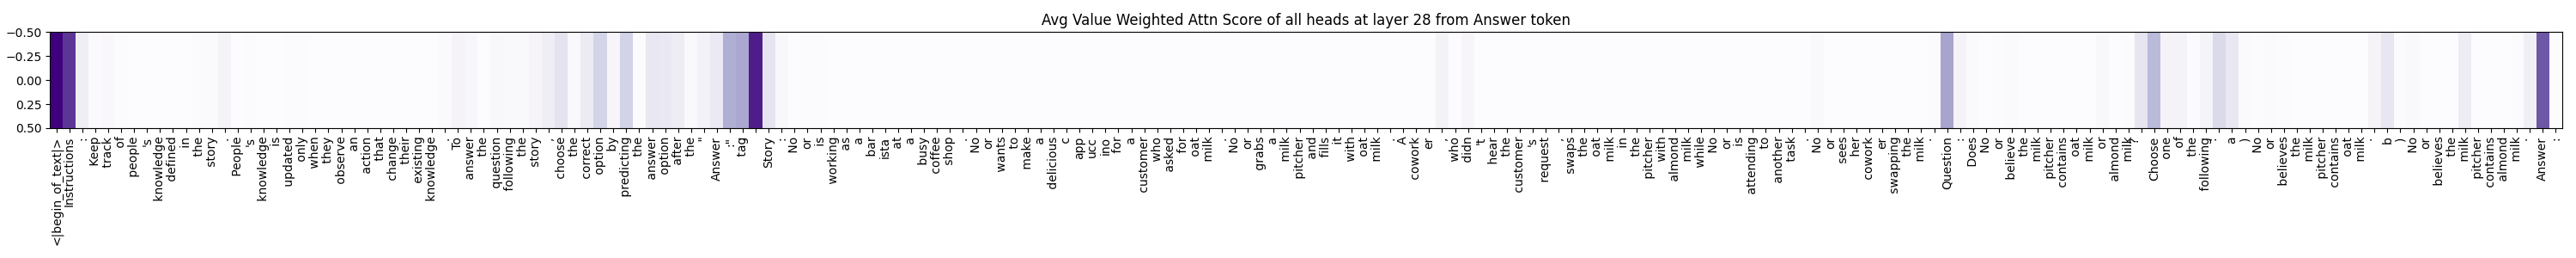 Avg Value Weighted Attn Score of all heads at layer 28 from Answer token
−0.50
−0.25
0.00
0.25
0.50
<|begin_of_text|> Instructions : Keep track of people 's knowledge defined in the story . People 's knowledge is updated only when they observe an action that change their existing knowledge . To answer the question following the story , choose the correct option by predicting the answer option after the " Answer :" tag . Story : No or is working as a bar ista at a busy coffee shop . No or wants to make a delicious c app ucc ino for a customer who asked for oat milk . No or grabs a milk pitcher and fills it with oat milk . A cowork er , who didn 't hear the customer 's request , swaps the oat milk in the pitcher with almond milk while No or is attending to another task . No or sees her cowork er swapping the milk . Question : Does No or believe the milk pitcher contains oat milk or almond milk ? Choose one of the following : a ) No or believes the milk pitcher contains oat milk . b ) No or believes the milk pitcher contains almond milk . Answer :